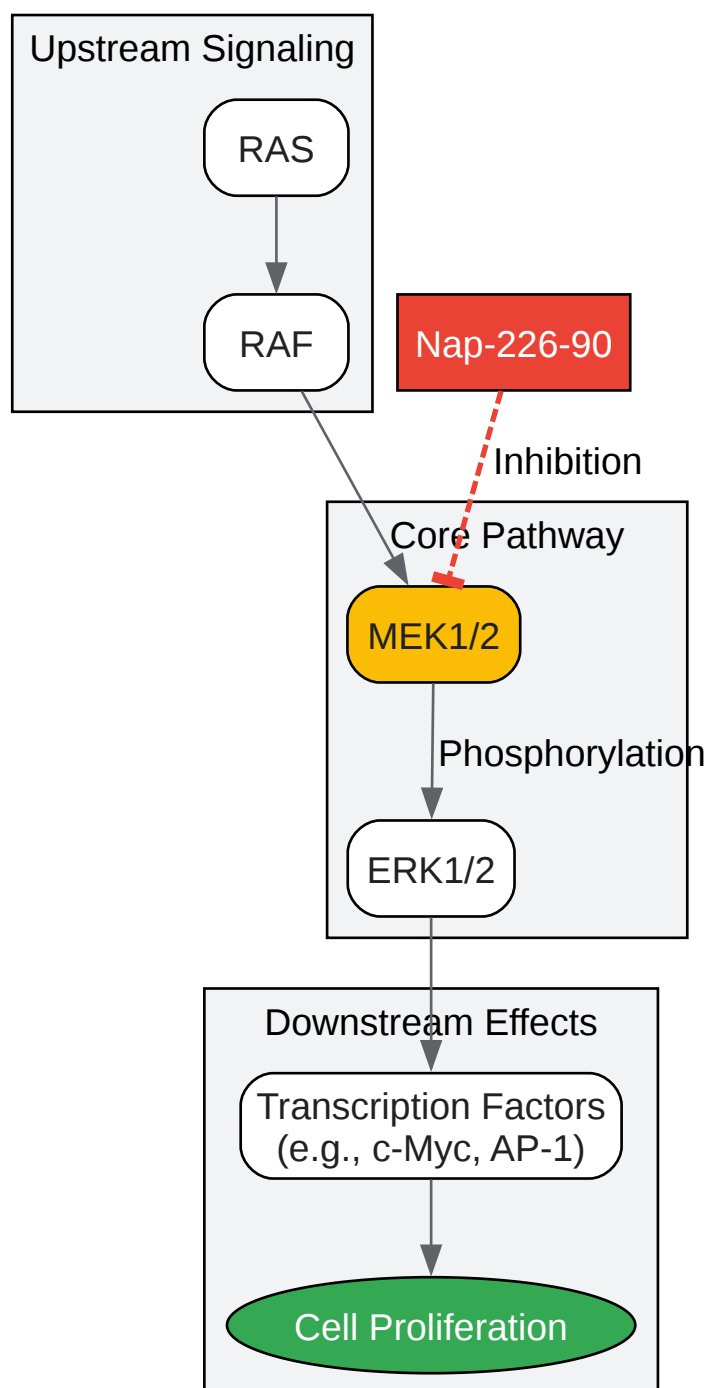 Upstream Signaling
RAS
RAF
Nap-226-90
Inhibition
Core Pathway
MEK1/2
Phosphorylation
ERK1/2
Downstream Effects
Transcription Factors
(e.g., c-Myc, AP-1)
Cell Proliferation